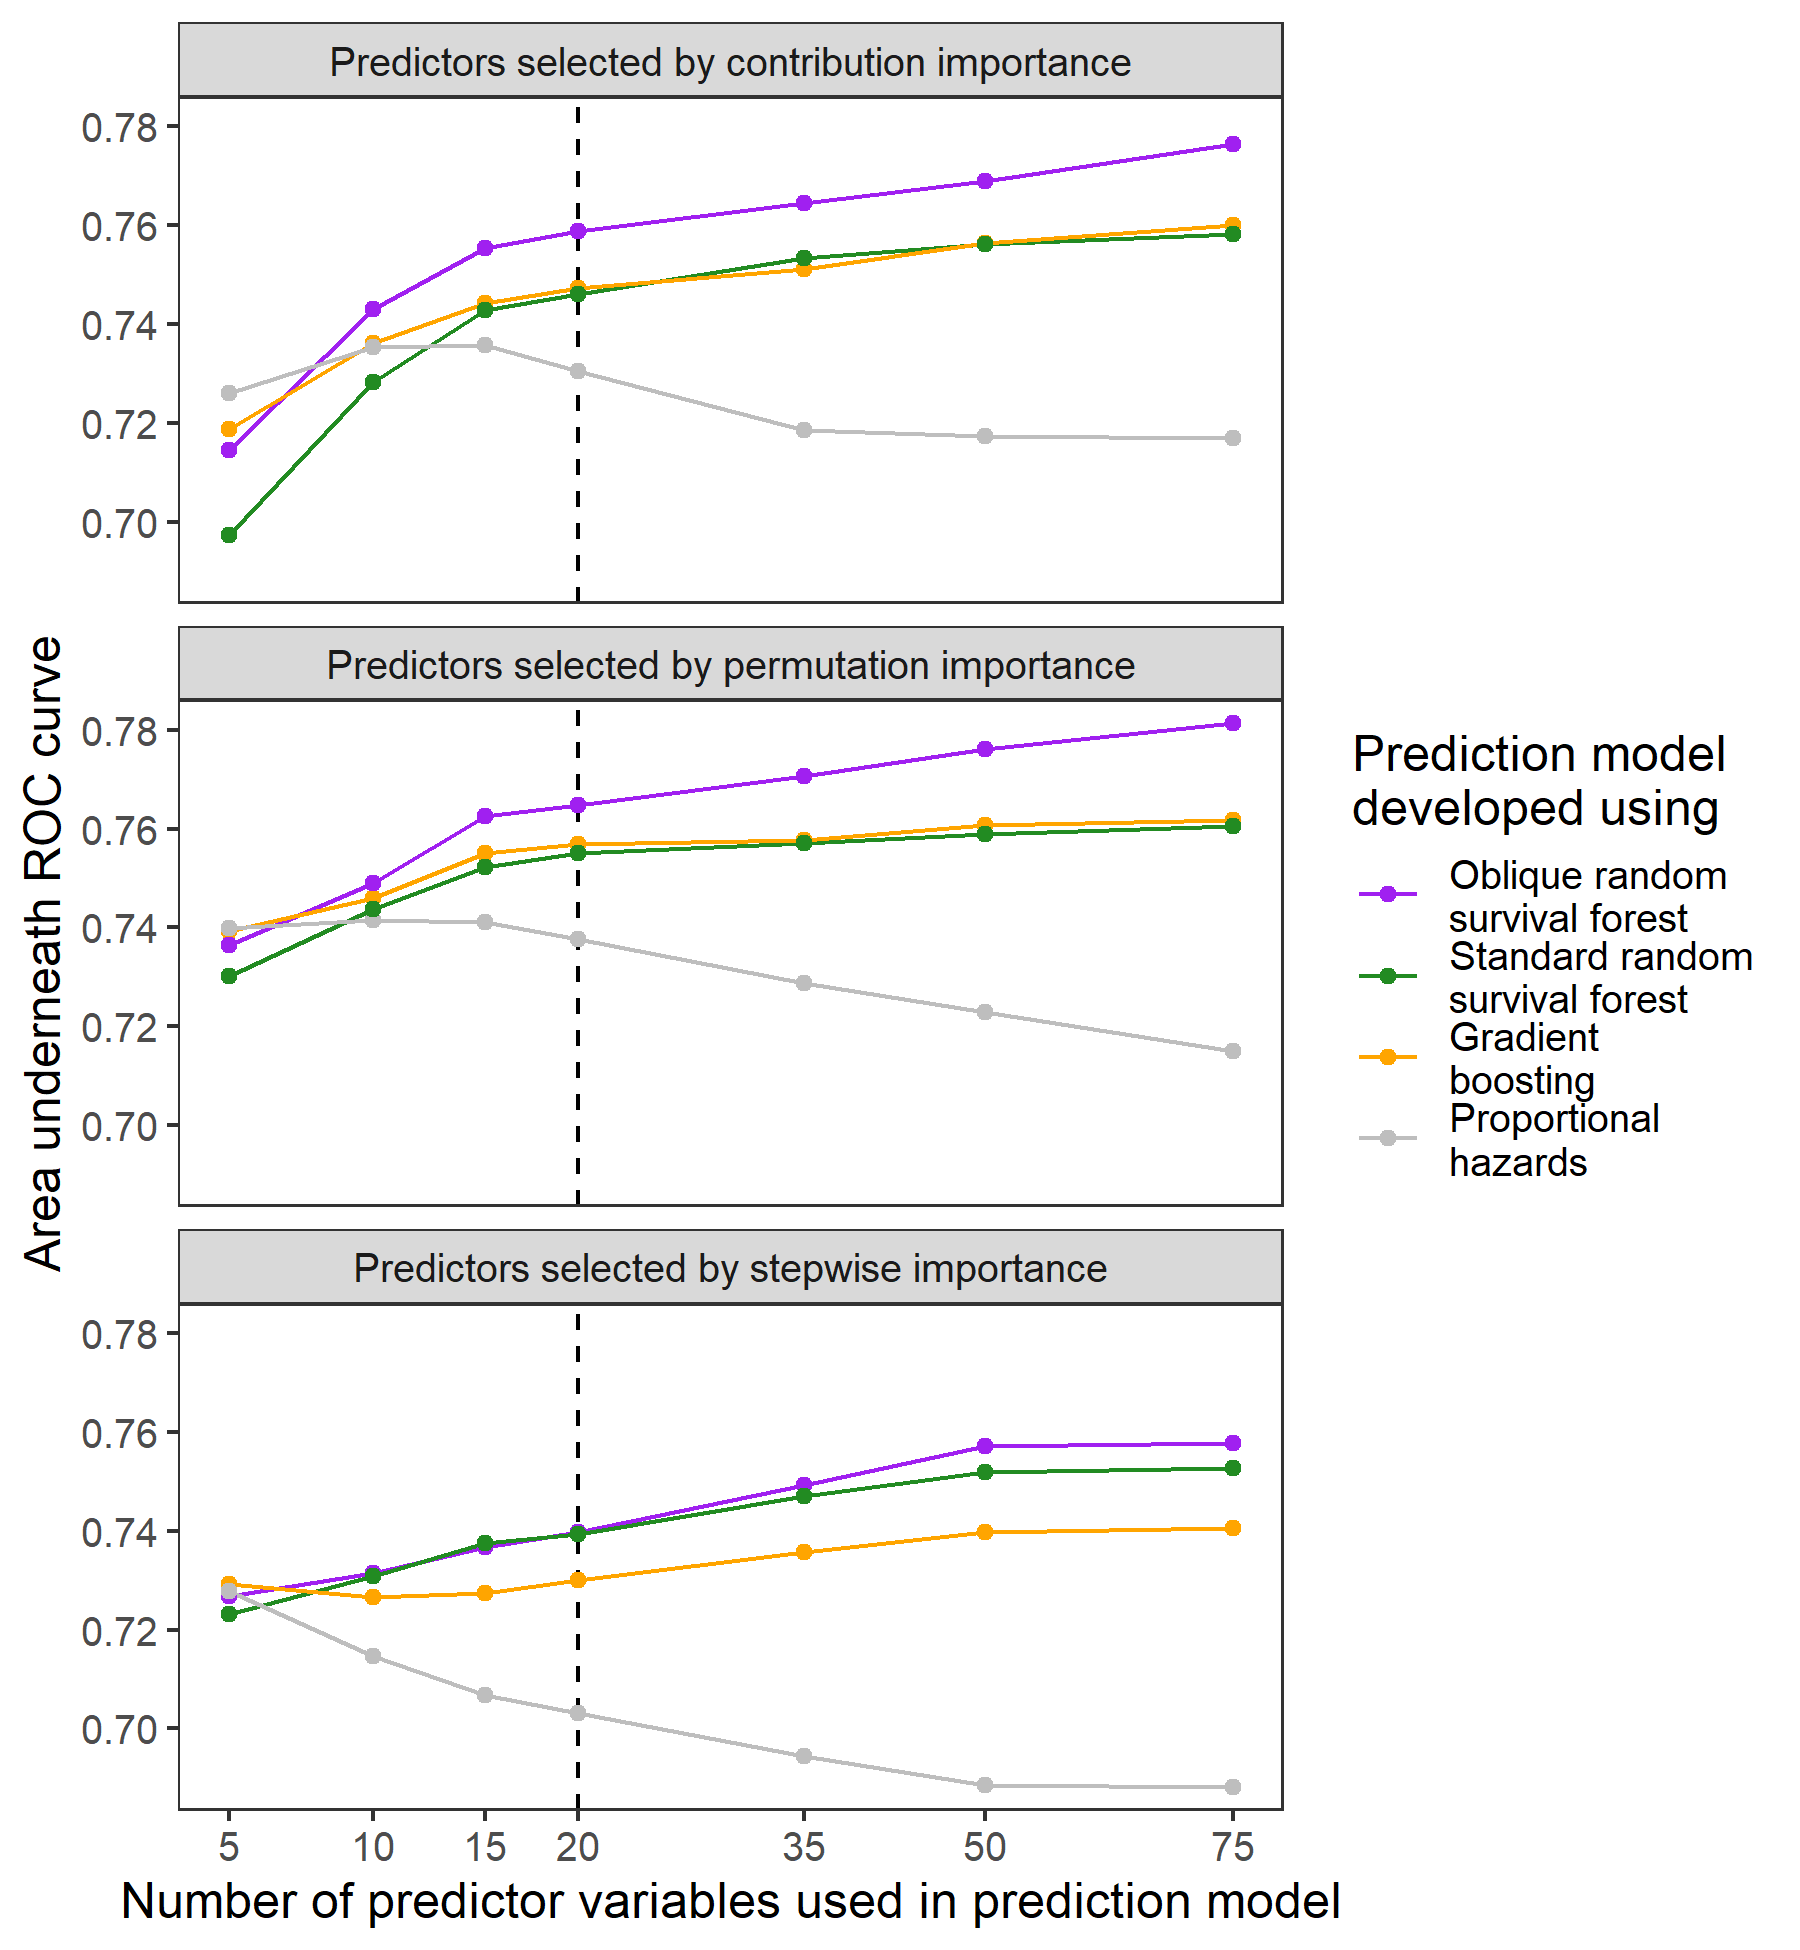 Predictors selected by contribution importance
0.78
0.76
0.74
0.72
0.70
Predictors selected by permutation importance
0.78
0.76
0.74
0.72
0.70
Predictors selected by stepwise importance
0.78
0.76
0.74
0.72
0.70
5 10 15 20 35 50 75
Number of predictor variables used in prediction model
Area underneath ROC curve
Prediction model
developed using
Oblique random
survival forest
Standard random
survival forest
Gradient
boosting
Proportional
hazards